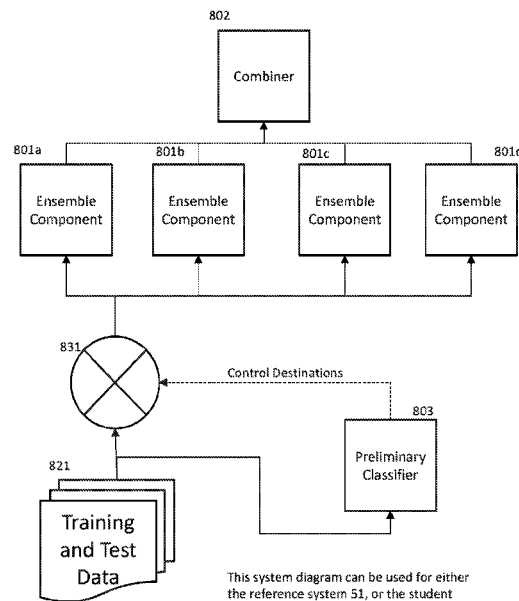 802
Combiner
801a
801b
801c
801d
Ensemble
Component
Ensemble
Component
Ensemble
Component
Ensemble
Component
831
Control Destinations
803
Preliminary
Classifier
821
Training
and Test
Data
This system diagram can be used for either
the reference system 51, or the student